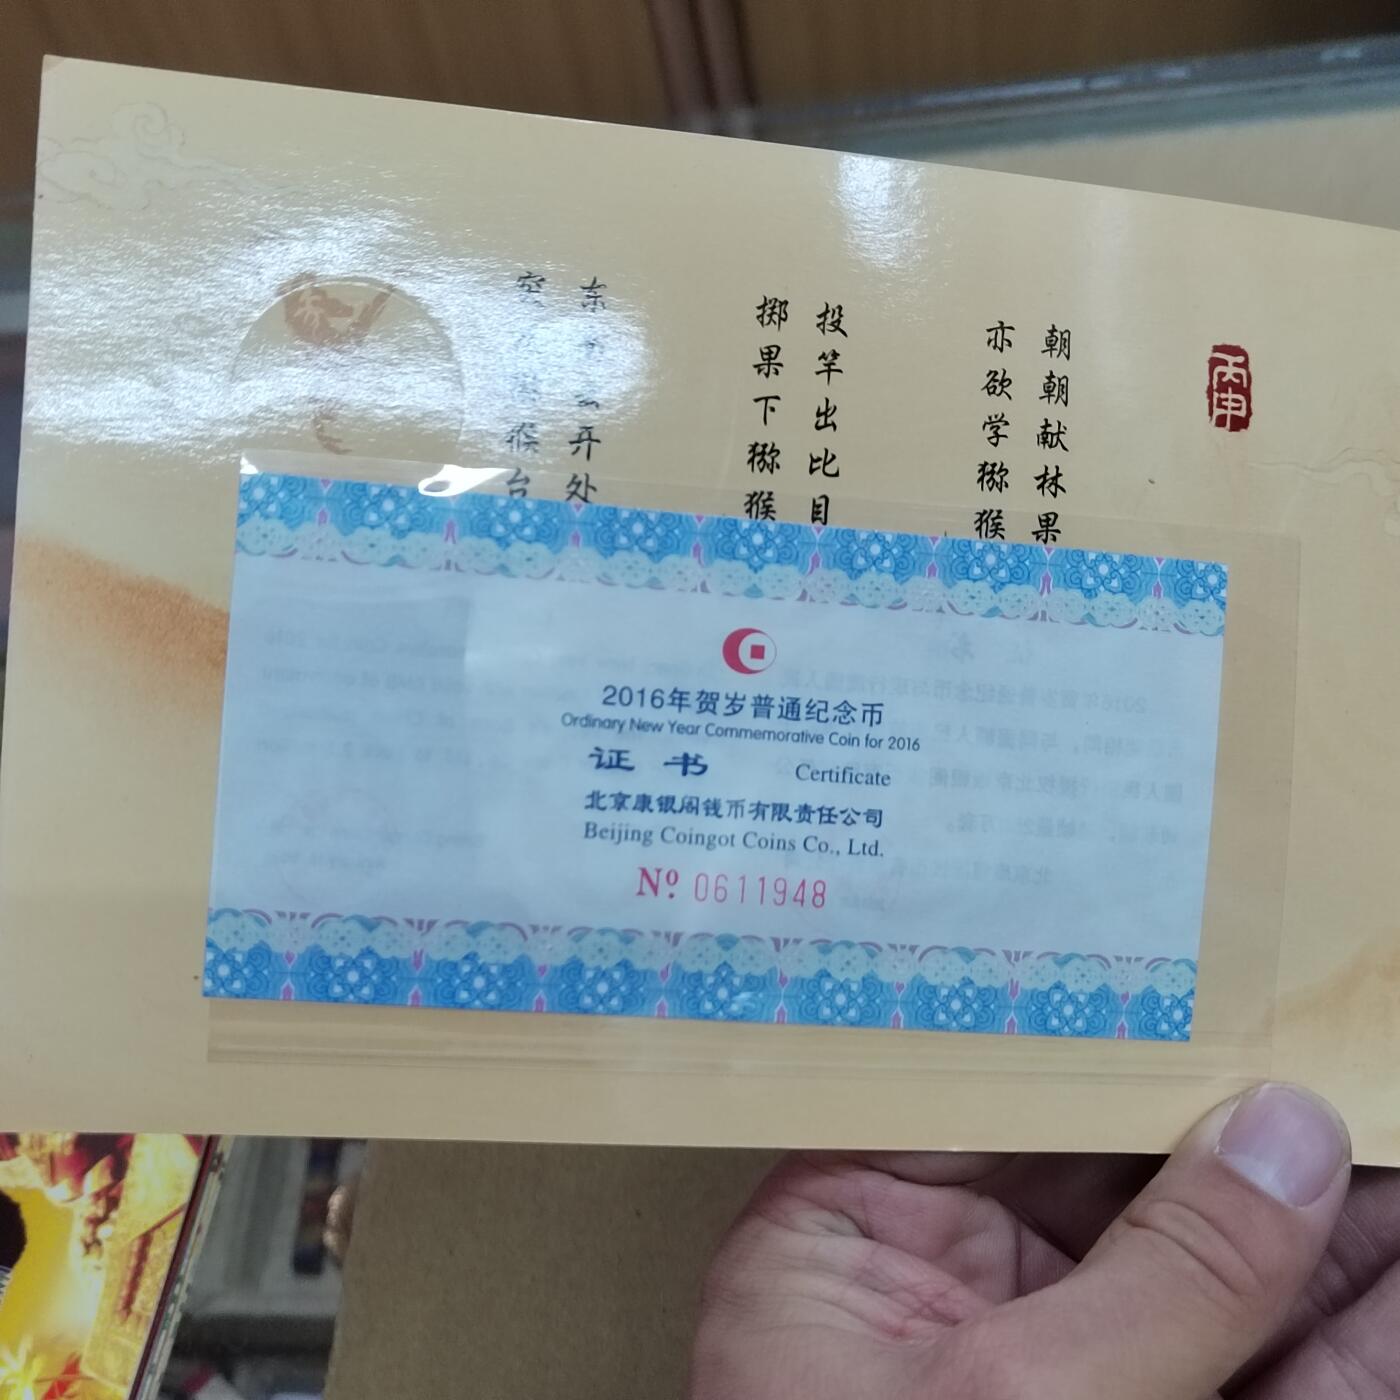 丙申
朝朝献林果
亦欲学猕猴
投竿出比目
掷果下猕猴
2016年贺岁普通纪念币
Ordinary New Year Commemorative Coin for 2016
证 书 Certificate
北京康银阁钱币有限责任公司
Beijing Coingot Coins Co., Ltd.
Nº 0611948